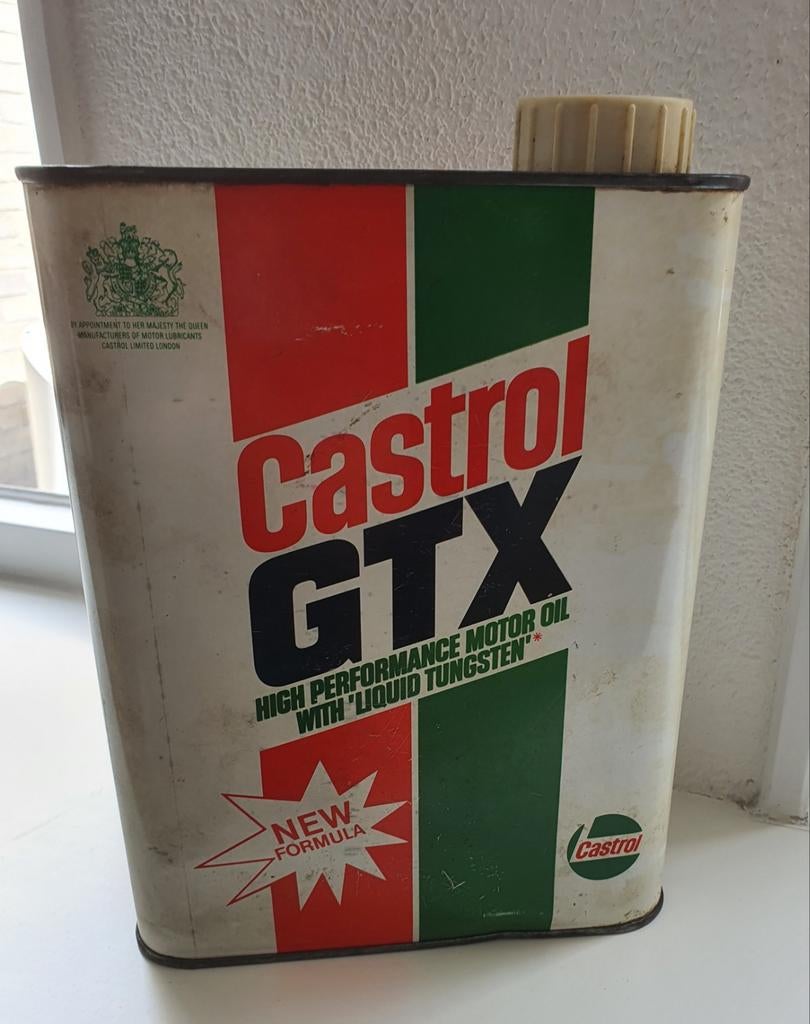 BY APPOINTMENT TO HER MAJESTY THE QUEEN
MANUFACTURERS OF MOTOR LUBRICANTS
CASTROL LIMITED LONDON
Castrol
GTX
HIGH PERFORMANCE MOTOR OIL
WITH 'LIQUID TUNGSTEN'*
NEW
FORMULA
Castrol